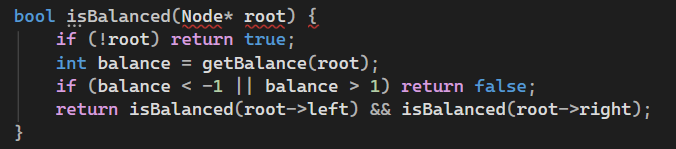 bool isBalanced(Node* root) {
    if (!root) return true;
    int balance = getBalance(root);
    if (balance < -1 || balance > 1) return false;
    return isBalanced(root->left) && isBalanced(root->right);
}